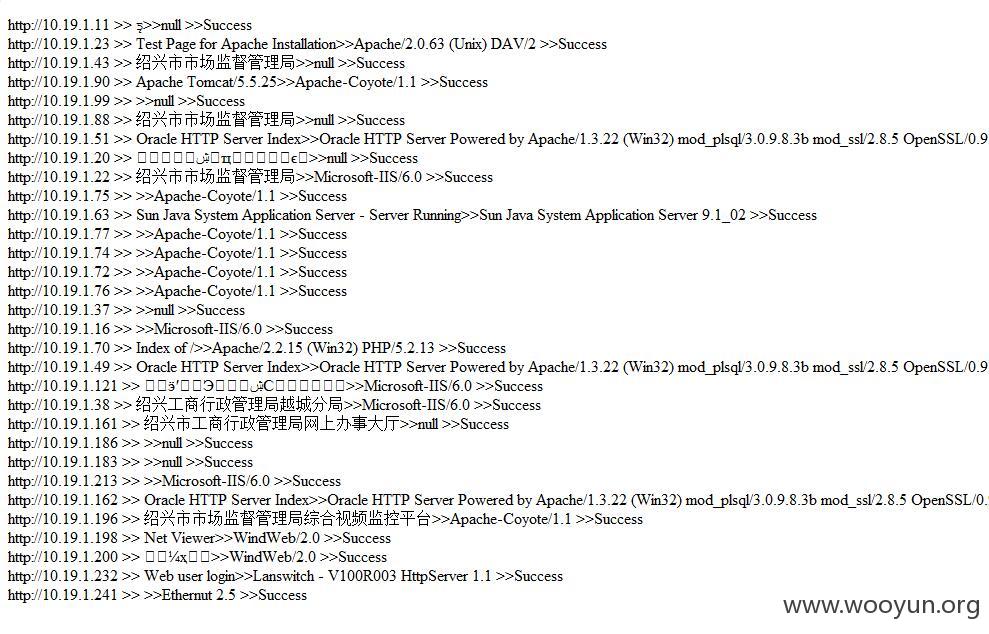 http://10.19.1.11 >> >>null >>Success
http://10.19.1.23 >> Test Page for Apache Installation>>Apache/2.0.63 (Unix) DAV/2 >>Success
http://10.19.1.43 >> 绍兴市市场监督管理局>>null >>Success
http://10.19.1.90 >> Apache Tomcat/5.5.25>>Apache-Coyote/1.1 >>Success
http://10.19.1.99 >> >>null >>Success
http://10.19.1.88 >> 绍兴市市场监督管理局>>null >>Success
http://10.19.1.51 >> Oracle HTTP Server Index>>Oracle HTTP Server Powered by Apache/1.3.22 (Win32) mod_plsql/3.0.9.8.3b mod_ssl/2.8.5 OpenSSL/0.9
http://10.19.1.20 >> >>null >>Success
http://10.19.1.22 >> 绍兴市市场监督管理局>>Microsoft-IIS/6.0 >>Success
http://10.19.1.75 >> >>Apache-Coyote/1.1 >>Success
http://10.19.1.63 >> Sun Java System Application Server - Server Running>>Sun Java System Application Server 9.1_02 >>Success
http://10.19.1.77 >> >>Apache-Coyote/1.1 >>Success
http://10.19.1.74 >> >>Apache-Coyote/1.1 >>Success
http://10.19.1.72 >> >>Apache-Coyote/1.1 >>Success
http://10.19.1.76 >> >>Apache-Coyote/1.1 >>Success
http://10.19.1.37 >> >>null >>Success
http://10.19.1.16 >> >>Microsoft-IIS/6.0 >>Success
http://10.19.1.70 >> Index of />>Apache/2.2.15 (Win32) PHP/5.2.13 >>Success
http://10.19.1.49 >> Oracle HTTP Server Index>>Oracle HTTP Server Powered by Apache/1.3.22 (Win32) mod_plsql/3.0.9.8.3b mod_ssl/2.8.5 OpenSSL/0.9
http://10.19.1.121 >> >>Microsoft-IIS/6.0 >>Success
http://10.19.1.38 >> 绍兴工商行政管理局越城分局>>Microsoft-IIS/6.0 >>Success
http://10.19.1.161 >> 绍兴市工商行政管理局网上办事大厅>>null >>Success
http://10.19.1.186 >> >>null >>Success
http://10.19.1.183 >> >>null >>Success
http://10.19.1.213 >> >>Microsoft-IIS/6.0 >>Success
http://10.19.1.162 >> Oracle HTTP Server Index>>Oracle HTTP Server Powered by Apache/1.3.22 (Win32) mod_plsql/3.0.9.8.3b mod_ssl/2.8.5 OpenSSL/0.
http://10.19.1.196 >> 绍兴市市场监督管理局综合视频监控平台>>Apache-Coyote/1.1 >>Success
http://10.19.1.198 >> Net Viewer>>WindWeb/2.0 >>Success
http://10.19.1.200 >> >>WindWeb/2.0 >>Success
http://10.19.1.232 >> Web user login>>Lanswitch - V100R003 HttpServer 1.1 >>Success
http://10.19.1.241 >> >>Ethernut 2.5 >>Success
www.wooyun.org